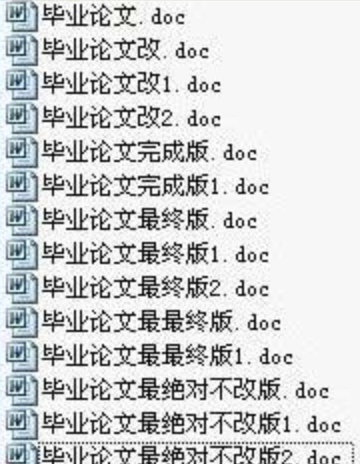 毕业论文.doc
毕业论文改.doc
毕业论文改1.doc
毕业论文改2.doc
毕业论文完成版.doc
毕业论文完成版1.doc
毕业论文最终版.doc
毕业论文最终版1.doc
毕业论文最终版2.doc
毕业论文最最终版.doc
毕业论文最最终版1.doc
毕业论文最绝对不改版.doc
毕业论文最绝对不改版1.doc
毕业论文最绝对不改版2.doc